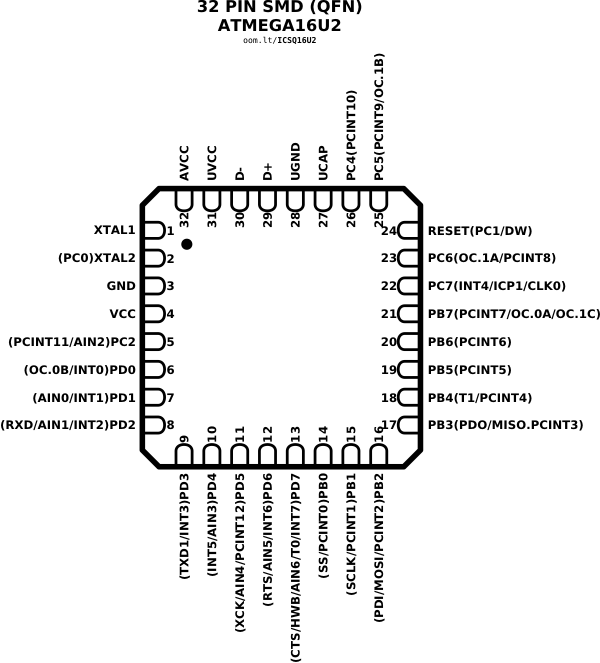 32 PIN SMD (QFN)
ATMEGA16U2
oom.lt/ICSQ16U2
AVCC
UVCC
D-
D+
UGND
UCAP
PC4(PCINT10)
PC5(PCINT9/OC.1B)
32
31
30
29
28
27
26
25
XTAL1 1
(PC0)XTAL2 2
GND 3
VCC 4
(PCINT11/AIN2)PC2 5
(OC.0B/INT0)PD0 6
(AIN0/INT1)PD1 7
(RXD/AIN1/INT2)PD2 8
24 RESET(PC1/DW)
23 PC6(OC.1A/PCINT8)
22 PC7(INT4/ICP1/CLK0)
21 PB7(PCINT7/OC.0A/OC.1C)
20 PB6(PCINT6)
19 PB5(PCINT5)
18 PB4(T1/PCINT4)
17 PB3(PDO/MISO.PCINT3)
9
10
11
12
13
14
15
16
(TXD1/INT3)PD3
(INT5/AIN3)PD4
(XCK/AIN4/PCINT12)PD5
(RTS/AIN5/INT6)PD6
(CTS/HWB/AIN6/T0/INT7)PD7
(SS/PCINT0)PB0
(SCLK/PCINT1)PB1
(PDI/MOSI/PCINT2)PB2